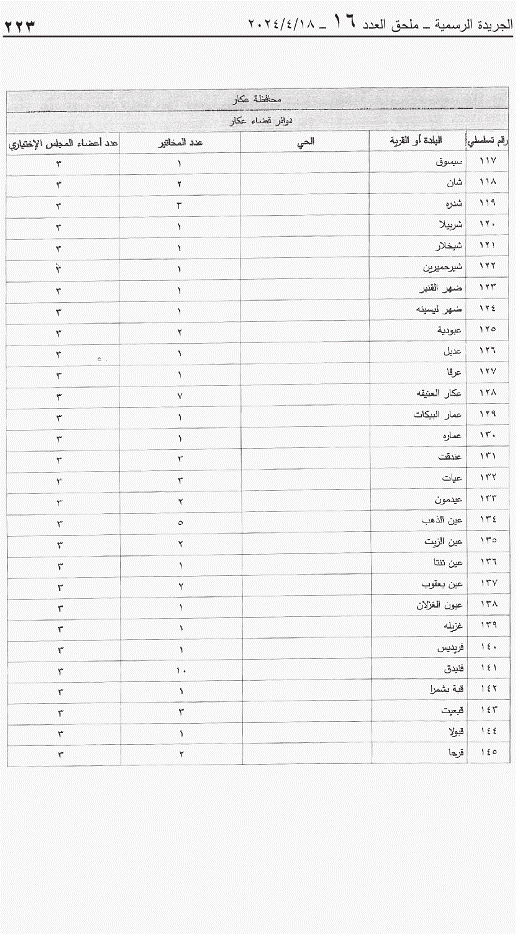 الجريدة الرسمية ــ ملحق العدد ١٦ ــ ٢٠٢٤/٤/١٨ ٢٢٣
محافظة عكار
دوائر قضاء عكار
رقم تسلسلي البلدة أو القرية الحي عدد المخاتير عدد أعضاء المجلس الإختياري
١١٧ سيسوق ١ ٣
١١٨ شان ٢ ٣
١١٩ شدره ٣ ٣
١٢٠ شربيلا ١ ٣
١٢١ شيخلار ١ ٣
١٢٢ شيرحميرين ١ ٣
١٢٣ ضهر القنبر ١ ٣
١٢٤ ضهر ليسينه ١ ٣
١٢٥ عبودية ٢ ٣
١٢٦ عدبل ١ ٣
١٢٧ عرقا ١ ٣
١٢٨ عكار العتيقه ٧ ٣
١٢٩ عمار البيكات ١ ٣
١٣٠ عماره ١ ٣
١٣١ عندقت ٣ ٣
١٣٢ عيات ٣ ٣
١٣٣ عيدمون ٢ ٣
١٣٤ عين الذهب ٥ ٣
١٣٥ عين الزيت ٢ ٣
١٣٦ عين تنتا ١ ٣
١٣٧ عين يعقوب ٢ ٣
١٣٨ عيون الغزلان ١ ٣
١٣٩ غزيله ١ ٣
١٤٠ فريديس ١ ٣
١٤١ فنيدق ١٠ ٣
١٤٢ قبة بشمرا ١ ٣
١٤٣ قبعيت ٣ ٣
١٤٤ قبولا ١ ٣
١٤٥ قرحا ٢ ٣